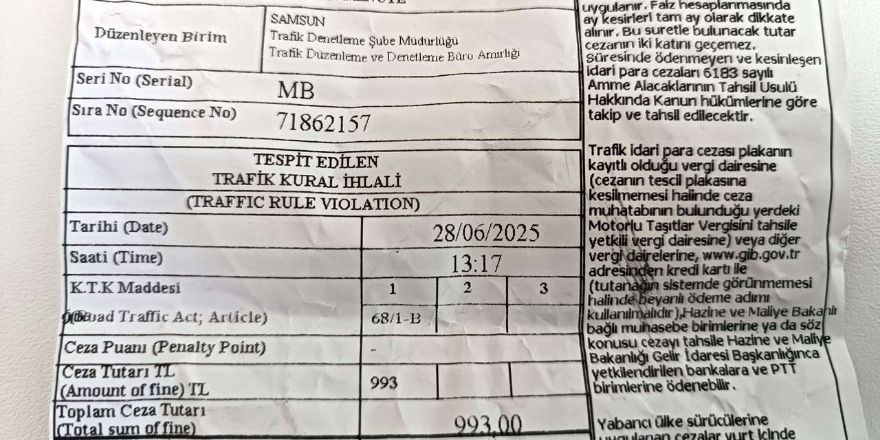 Düzenleyen Birim
SAMSUN
Trafik Denetleme Şube Müdürlüğü
Trafik Düzenleme ve Denetleme Büro Amirliği
Seri No (Serial)
MB
Sıra No (Sequence No)
71862157
TESPİT EDİLEN
TRAFİK KURAL İHLALİ
(TRAFFIC RULE VIOLATION)
Tarihi (Date)
28/06/2025
Saati (Time)
13:17
K.T.K Maddesi
1 2 3
Traffic Act; Article)
68/1-B
Ceza Puanı (Penalty Point)
-
Ceza Tutarı TL
(Amount of fine) TL
993
Toplam Ceza Tutarı
(Total sum of fine)
993,00
uygulanır. Faiz hesaplanmasında
ay kesirleri tam ay olarak dikkate
alınır. Bu suretle bulunacak tutar
cezanın iki katını geçemez.
Süresinde ödenmeyen ve kesinleşen
idari para cezaları 6183 sayılı
Amme Alacaklarının Tahsil Usulü
Hakkında Kanun hükümlerine göre
takip ve tahsil edilecektir.
Trafik idari para cezası plakanın
kayıtlı olduğu vergi dairesine
(cezanın tescil plakasına
kesilmemesi halinde ceza
muhatabının bulunduğu yerdeki
Motorlu Taşıtlar Vergisini tahsile
yetkili vergi dairesine) veya diğer
vergi dairelerine, www.gib.gov.tr
adresinden kredi kartı ile
(tutanağın sistemde görünmemesi
halinde beyanlı ödeme adımı
kullanılmalıdır),Hazine ve Maliye Bakanlı
bağlı muhasebe birimlerine ya da söz
konusu cezayı tahsile Hazine ve Maliye
Bakanlığı Gelir İdaresi Başkanlığınca
yetkilendirilen bankalara ve PTT
birimlerine ödenebilir.
Yabancı ülke sürücülerine
uygulanan cezalar yurt içinde